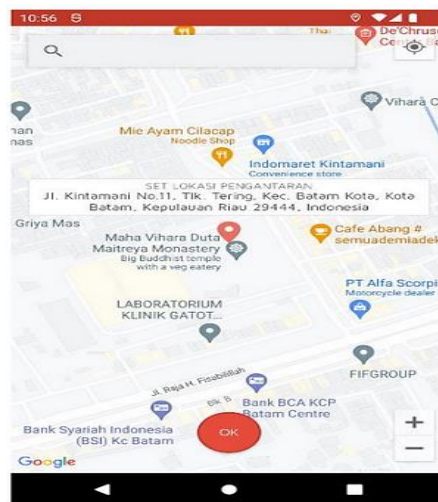 10:56
Thai
De'Chrus
Vihara
Mie Ayam Cilacap
Noodle Shop
Indomaret Kintamani
Convenience store
SET LOKASI PENGANTARAN
Jl. Kintamani No.11, Tlk. Tering, Kec. Batam Kota, Kota
Batam, Kepulauan Riau 29444, Indonesia
Griya Mas
Maha Vihara Duta
Maitreya Monastery
Big Buddhist temple
with a veg eatery
Cafe Abang #
semuademiadek
PT Alfa Scorpi
Motorcycle dealer
LABORATORIUM
KLINIK GATOT...
FIFGROUP
Jl. Raja H. Fisabilillah
Blk. B
Bank BCA KCP
Batam Centre
Bank Syariah Indonesia
(BSI) Kc Batam
OK
Google